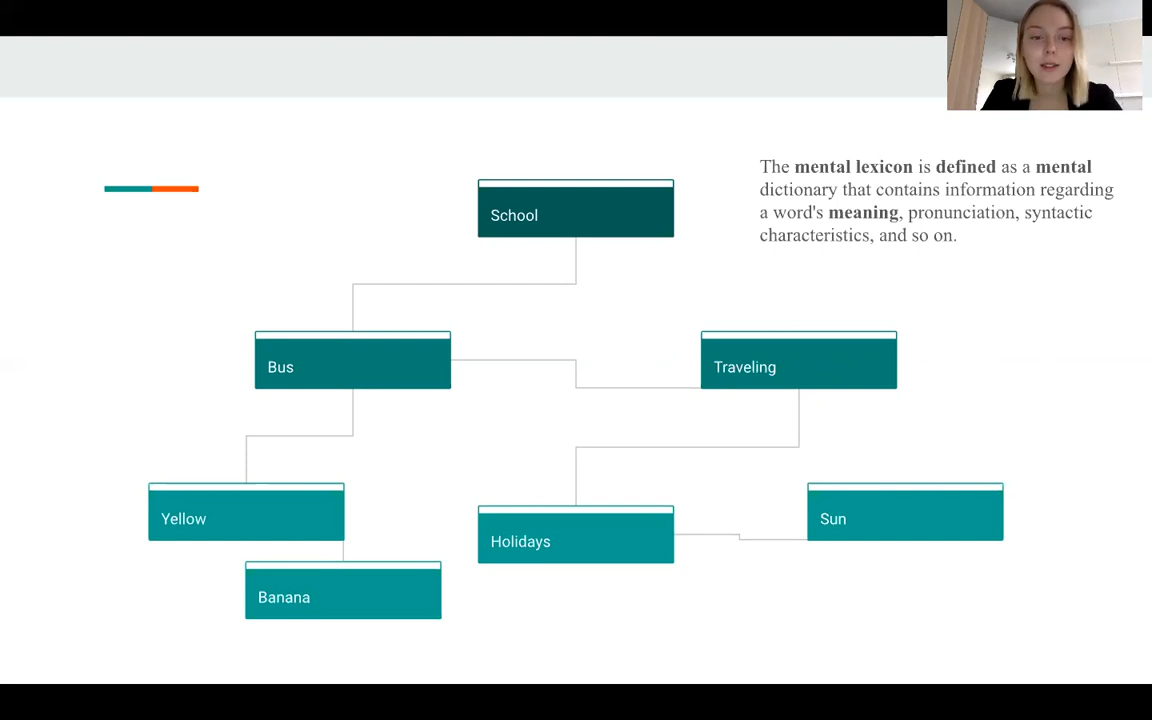 The mental lexicon is defined as a mental
dictionary that contains information regarding
a word's meaning, pronunciation, syntactic
characteristics, and so on.
School
Bus
Traveling
Yellow
Holidays
Sun
Banana